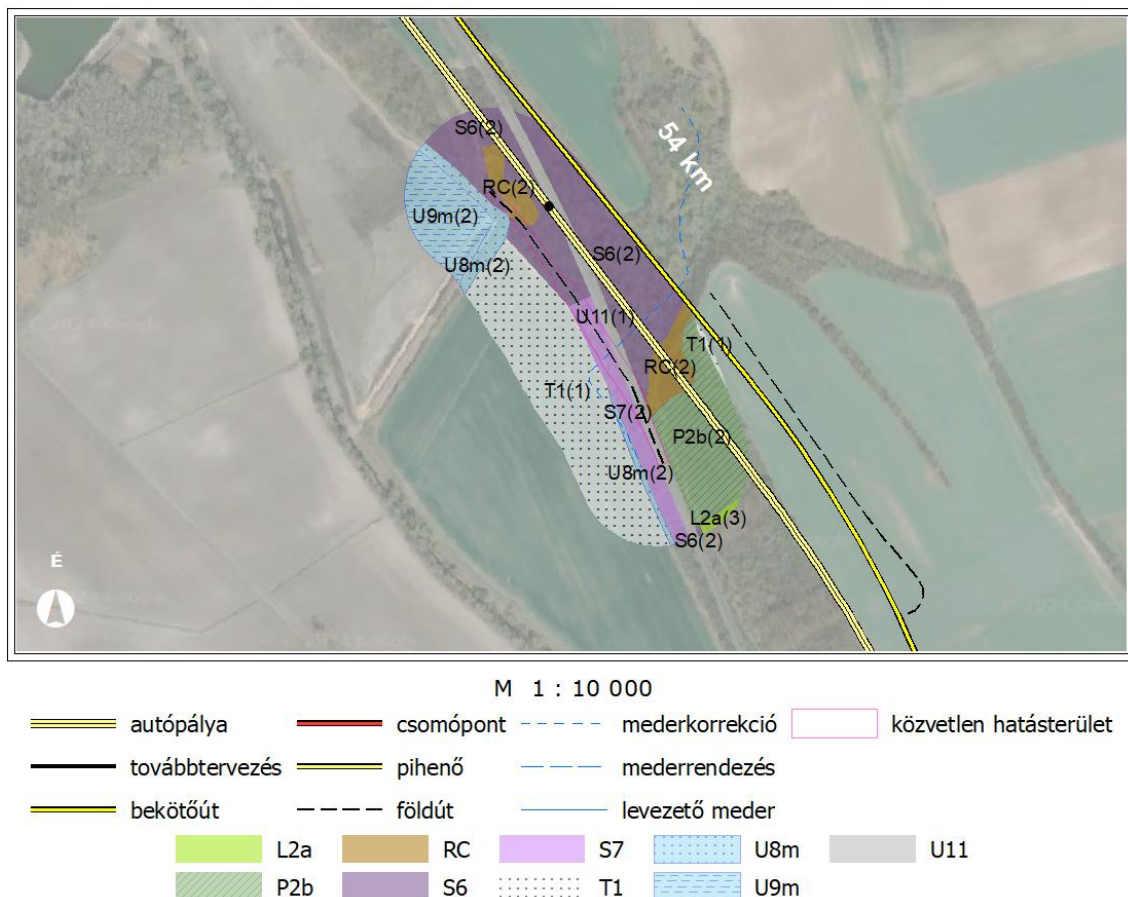 S6(2)
54 km
RC(2)
U9m(2)
S6(2)
U8m(2)
U11(1)
T1(1)
RC(2)
T1(1)
S7(2)
P2b(2)
U8m(2)
L2a(3)
S6(2)
É
M 1 : 10 000
autópálya csomópont mederkorrekció közvetlen hatásterület
továbbtervezés pihenő mederrendezés
bekötőút földút levezető meder
L2a RC S7 U8m U11
P2b S6 T1 U9m